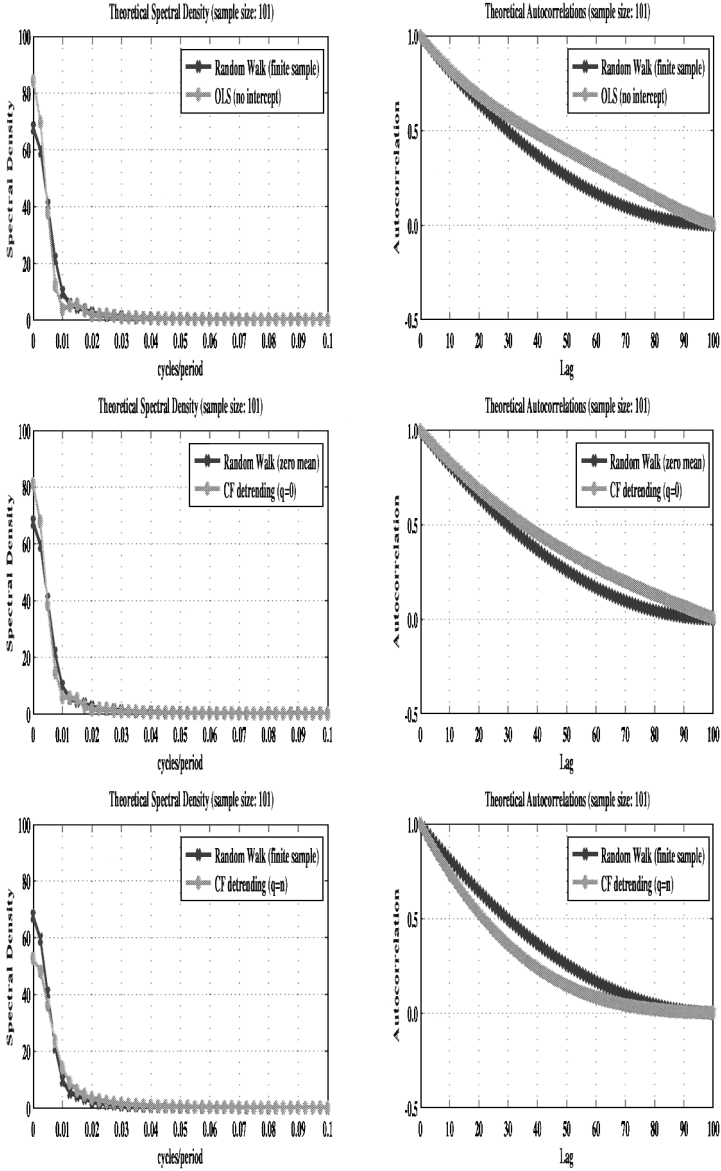 Theoretical Spectral Density (sample size: 101)
Spectral Density
100
80
60
40
20
0
Random Walk (finite sample)
OLS (no intercept)
0 0.01 0.02 0.03 0.04 0.05 0.06 0.07 0.08 0.09 0.1
cycles/period
Theoretical Autocorrelations (sample size: 101)
Autocorrelation
1.0
0.5
0.0
-0.5
Random Walk (finite sample)
OLS (no intercept)
0 10 20 30 40 50 60 70 80 90 100
Lag
Theoretical Spectral Density (sample size: 101)
Spectral Density
100
80
60
40
20
0
Random Walk (zero mean)
CF detrending (q=0)
0 0.01 0.02 0.03 0.04 0.05 0.06 0.07 0.08 0.09 0.1
cycles/period
Theoretical Autocorrelations (sample size: 101)
Autocorrelation
1.0
0.5
0.0
-0.5
Random Walk (zero mean)
CF detrending (q=0)
0 10 20 30 40 50 60 70 80 90 100
Lag
Theoretical Spectral Density (sample size: 101)
Spectral Density
100
80
60
40
20
0
Random Walk (finite sample)
CF detrending (q=n)
0 0.01 0.02 0.03 0.04 0.05 0.06 0.07 0.08 0.09 0.1
cycles/period
Theoretical Autocorrelations (sample size: 101)
Autocorrelation
1.0
0.5
0.0
-0.5
Random Walk (finite sample)
CF detrending (q=n)
0 10 20 30 40 50 60 70 80 90 100
Lag